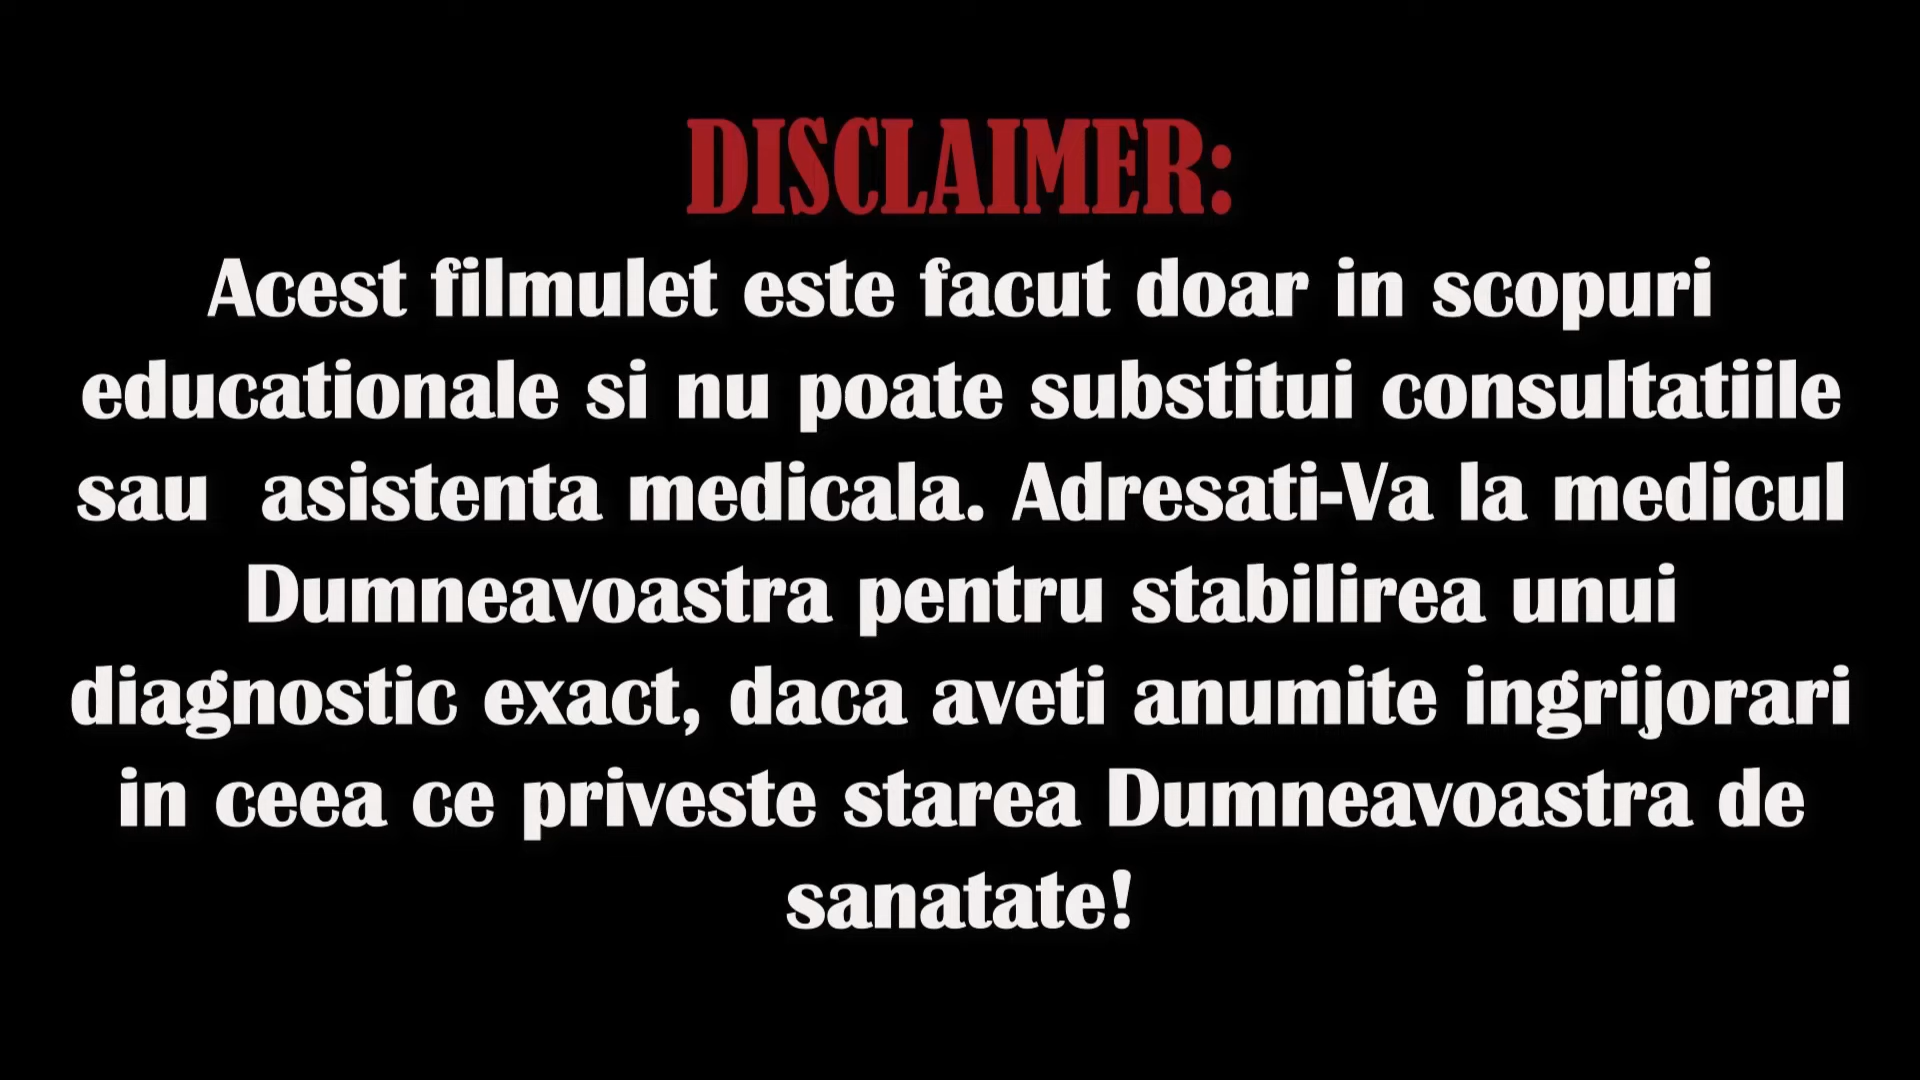 DISCLAIMER:
Acest filmulet este facut doar in scopuri
educationale si nu poate substitui consultatiile
sau  asistenta medicala. Adresati-Va la medicul
Dumneavoastra pentru stabilirea unui
diagnostic exact, daca aveti anumite ingrijorari
in ceea ce priveste starea Dumneavoastra de
sanatate!